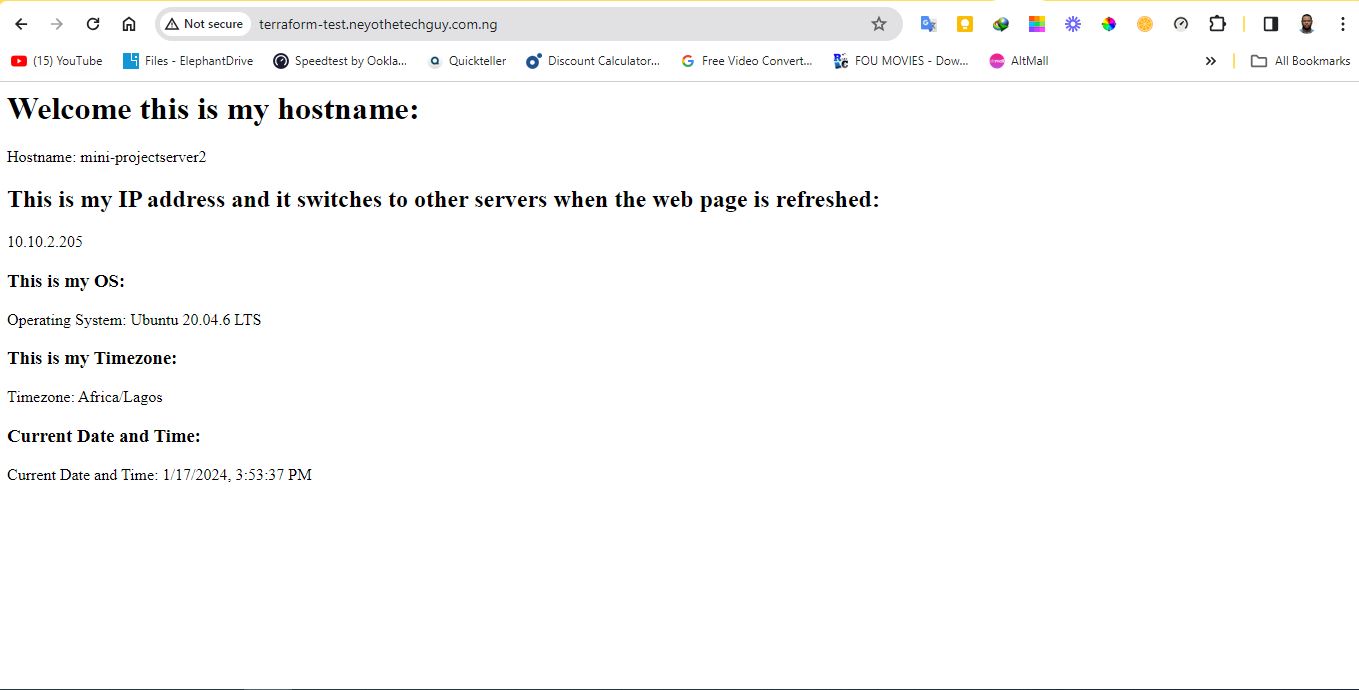 Not secure
terraform-test.neyothetechguy.com.ng
(15) YouTube
Files - ElephantDrive
Speedtest by Ookla...
Quickteller
Discount Calculator...
Free Video Convert...
FOU MOVIES - Dow...
AltMall
All Bookmarks
Welcome this is my hostname:
Hostname: mini-projectserver2
This is my IP address and it switches to other servers when the web page is refreshed:
10.10.2.205
This is my OS:
Operating System: Ubuntu 20.04.6 LTS
This is my Timezone:
Timezone: Africa/Lagos
Current Date and Time:
Current Date and Time: 1/17/2024, 3:53:37 PM